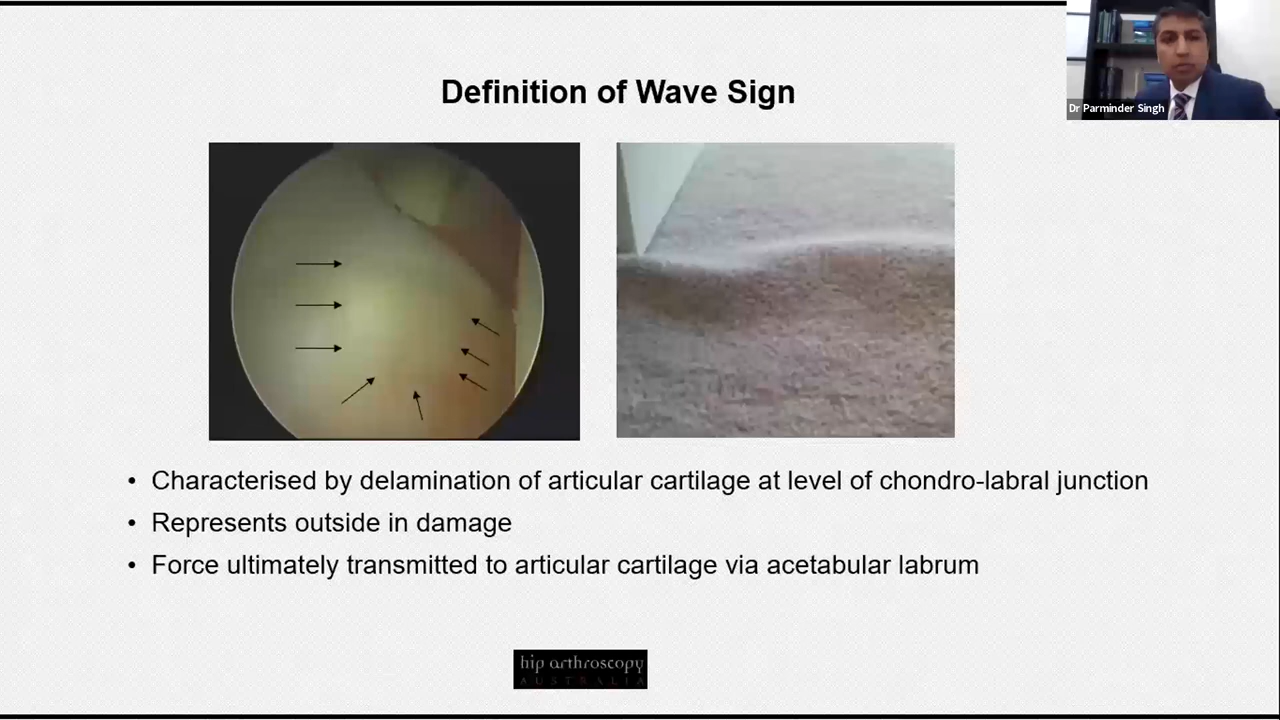 Definition of Wave Sign
Dr Parminder Singh
• Characterised by delamination of articular cartilage at level of chondro-labral junction
• Represents outside in damage
• Force ultimately transmitted to articular cartilage via acetabular labrum
hip arthroscopy
AUSTRALIA